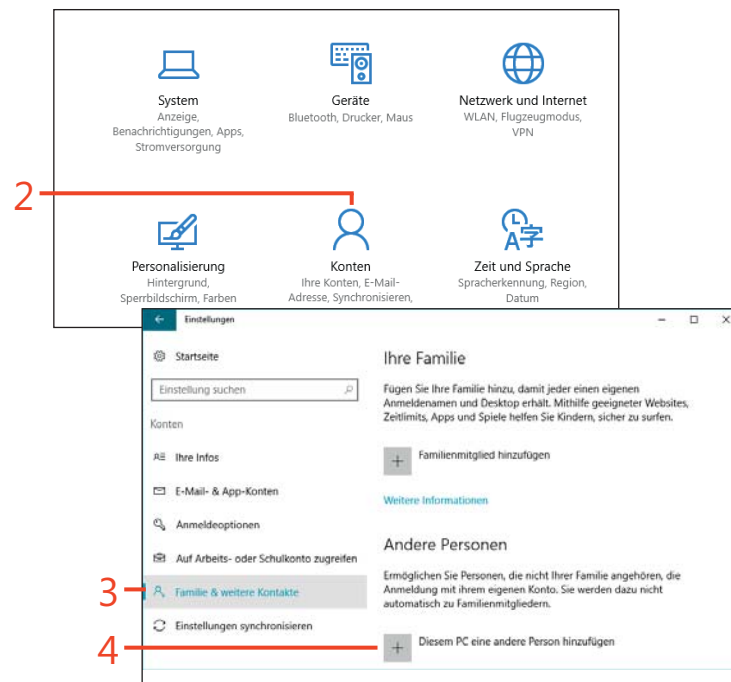 System
Anzeige,
Benachrichtigungen, Apps,
Stromversorgung
Geräte
Bluetooth, Drucker, Maus
Netzwerk und Internet
WLAN, Flugzeugmodus,
VPN
2
Personalisierung
Hintergrund,
Sperrbildschirm, Farben
Konten
Ihre Konten, E-Mail-
Adresse, Synchronisieren,
A字
Zeit und Sprache
Spracherkennung, Region,
Datum
Einstellungen
Startseite
Einstellung suchen
Konten
Ihre Infos
E-Mail- & App-Konten
Anmeldeoptionen
Auf Arbeits- oder Schulkonto zugreifen
3
Familie & weitere Kontakte
Einstellungen synchronisieren
Ihre Familie
Fügen Sie Ihre Familie hinzu, damit jeder einen eigenen
Anmeldenamen und Desktop erhält. Mithilfe geeigneter Websites,
Zeitlimits, Apps und Spiele helfen Sie Kindern, sicher zu surfen.
Familienmitglied hinzufügen
Weitere Informationen
Andere Personen
Ermöglichen Sie Personen, die nicht Ihrer Familie angehören, die
Anmeldung mit ihrem eigenen Konto. Sie werden dazu nicht
automatisch zu Familienmitgliedern.
4
Diesem PC eine andere Person hinzufügen